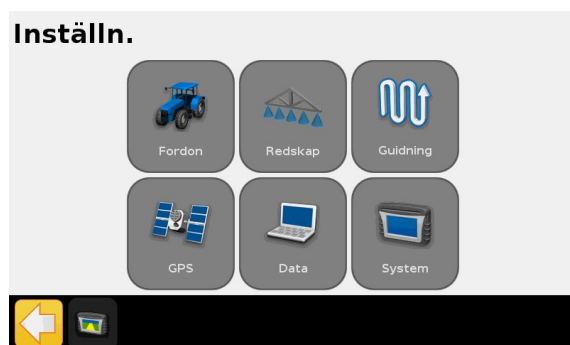 Inställn.
Fordon
Redskap
Guidning
GPS
Data
System